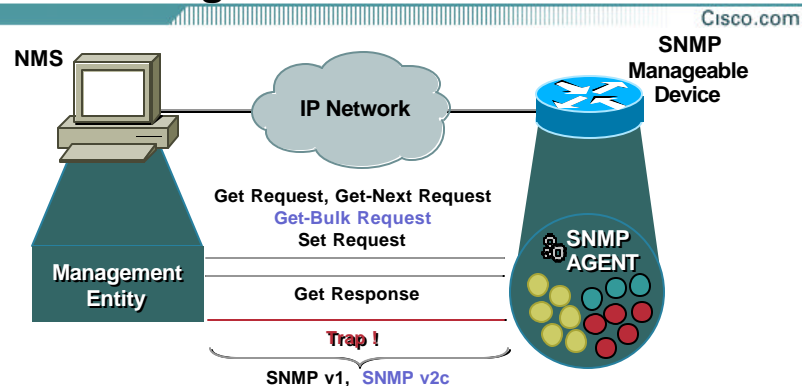 Cisco.com
NMS
SNMP
Manageable
Device
IP Network
Get Request, Get-Next Request
Get-Bulk Request
Set Request
SNMP
AGENT
Management
Entity
Get Response
Trap !
SNMP v1, SNMP v2c